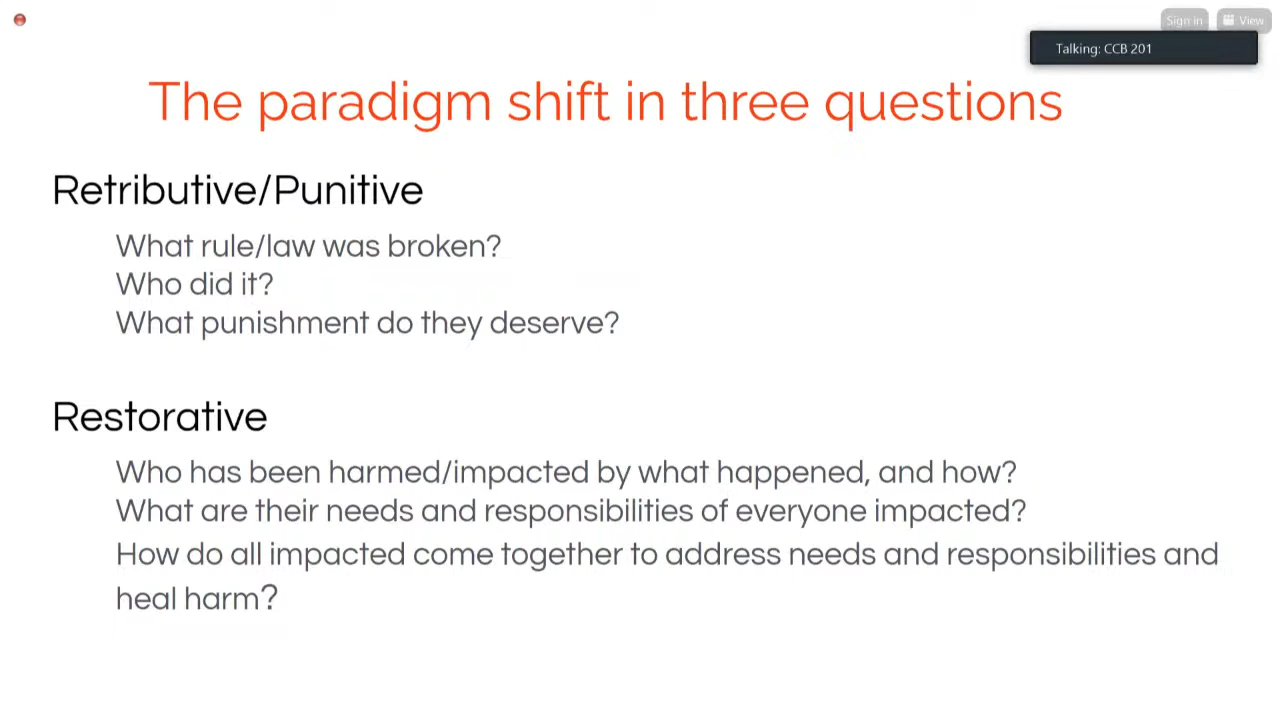 Sign in
View
Talking: CCB 201
The paradigm shift in three questions
Retributive/Punitive
What rule/law was broken?
Who did it?
What punishment do they deserve?
Restorative
Who has been harmed/impacted by what happened, and how?
What are their needs and responsibilities of everyone impacted?
How do all impacted come together to address needs and responsibilities and
heal harm?